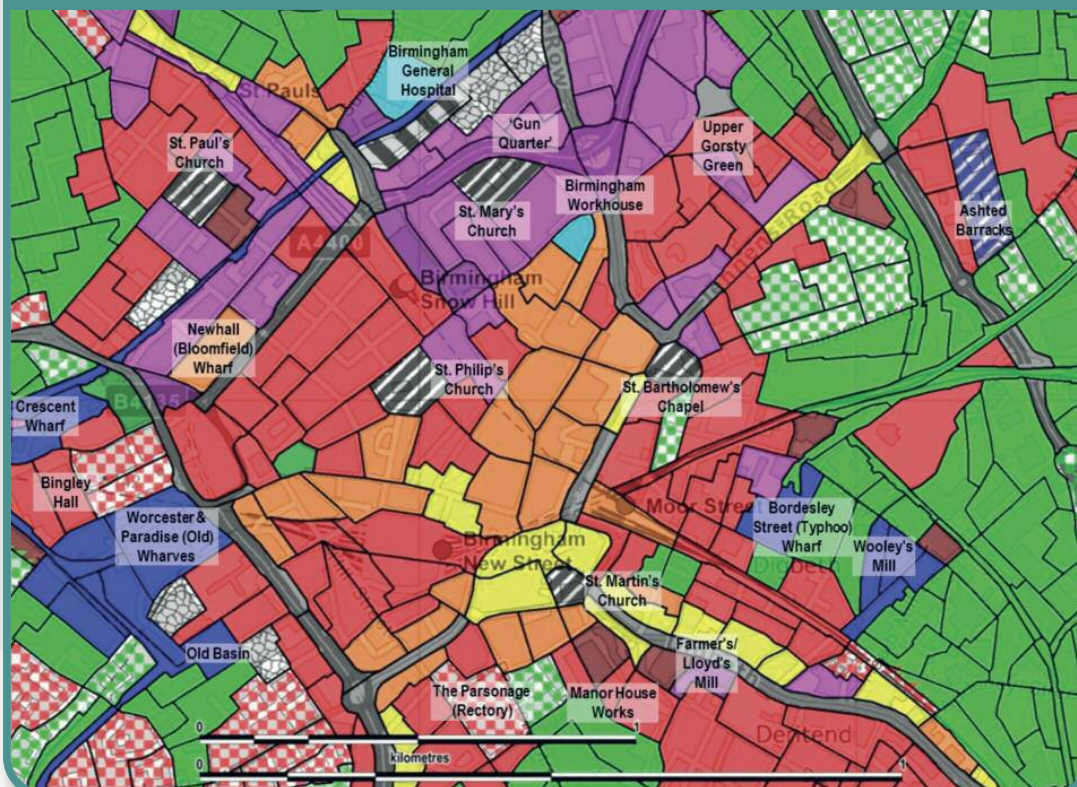 Birmingham
General
Hospital
Row
St Pauls
St. Paul's
Church
'Gun
Quarter'
Upper
Gorsty
Green
Birmingham
Workhouse
St. Mary's
Church
Road
Ashted
Barracks
A4400
Birmingham
Snow Hill
Newhall
(Bloomfield)
Wharf
St. Philip's
Church
St. Bartholomew's
Chapel
B4135
Crescent
Wharf
Bingley
Hall
Worcester &
Paradise (Old)
Wharves
Moor Street
Bordesley
Street (Typhoo)
Wharf
Wooley's
Mill
Digbeth
Birmingham
New Street
St. Martin's
Church
Old Basin
Farmer's/
Lloyd's
Mill
The Parsonage
(Rectory)
Manor House
Works
Deritend
0 1
kilometres
0 1